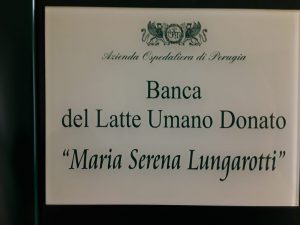 Azienda Ospedaliera di Perugia
Banca
del Latte Umano Donato
“Maria Serena Lungarotti”